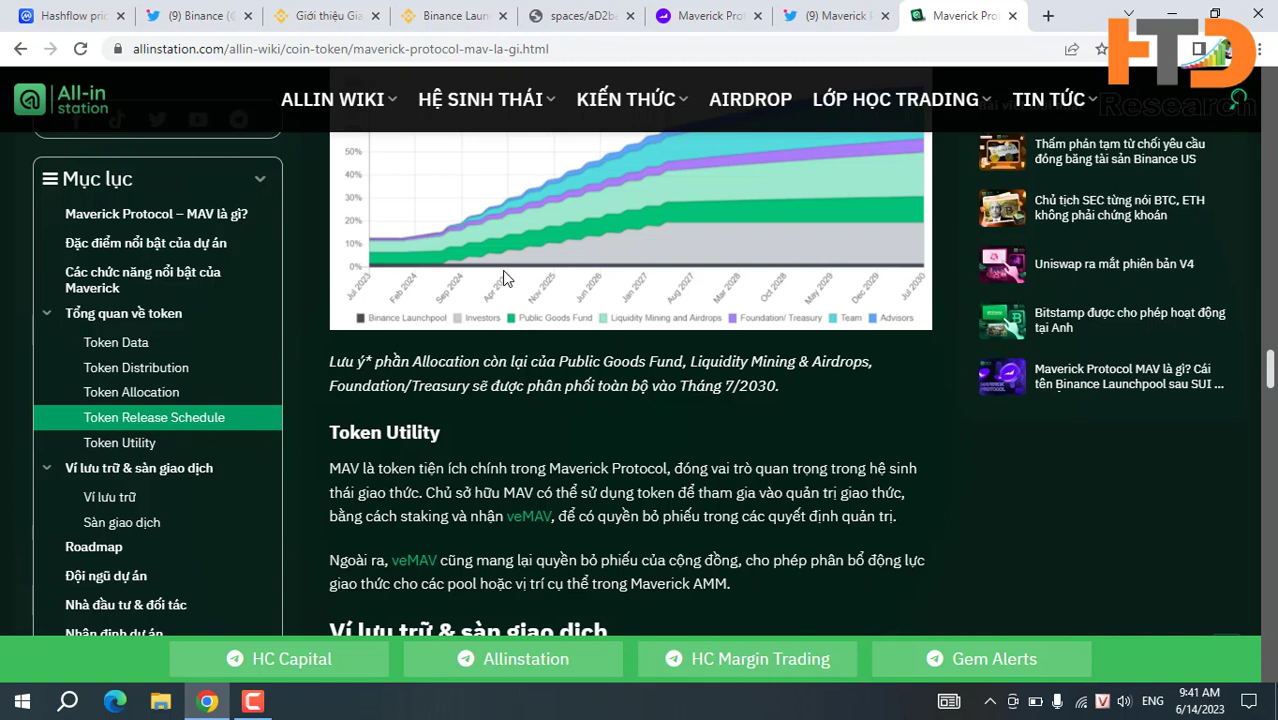 Hashflow pric
(9) Binance (
Giới thiệu Gia
Binance Laun
spaces/aD2ba
Maverick Prot
(9) Maverick P
Maverick Prot
allinstation.com/allin-wiki/coin-token/maverick-protocol-mav-la-gi.html
HTD
Research
All-in
station
ALLIN WIKI
HỆ SINH THÁI
KIẾN THỨC
AIRDROP
LỚP HỌC TRADING
TIN TỨC
Mục lục
Maverick Protocol – MAV là gì?
Đặc điểm nổi bật của dự án
Các chức năng nổi bật của
Maverick
Tổng quan về token
Token Data
Token Distribution
Token Allocation
Token Release Schedule
Token Utility
Ví lưu trữ & sàn giao dịch
Ví lưu trữ
Sàn giao dịch
Roadmap
Đội ngũ dự án
Nhà đầu tư & đối tác
Nhận định dự án
50%
40%
30%
20%
10%
0%
Jul 2023
Feb 2024
Sep 2024
Nov 2025
Jun 2026
Jan 2027
Aug 2027
Mar 2028
Oct 2028
May 2029
Dec 2029
Jul 2030
Binance Launchpool
Investors
Public Goods Fund
Liquidity Mining and Airdrops
Foundation/ Treasury
Team
Advisors
Lưu ý* phần Allocation còn lại của Public Goods Fund, Liquidity Mining & Airdrops,
Foundation/Treasury sẽ được phân phối toàn bộ vào Tháng 7/2030.
Token Utility
MAV là token tiện ích chính trong Maverick Protocol, đóng vai trò quan trọng trong hệ sinh
thái giao thức. Chủ sở hữu MAV có thể sử dụng token để tham gia vào quản trị giao thức,
bằng cách staking và nhận veMAV, để có quyền bỏ phiếu trong các quyết định quản trị.
Ngoài ra, veMAV cũng mang lại quyền bỏ phiếu của cộng đồng, cho phép phân bổ động lực
giao thức cho các pool hoặc vị trí cụ thể trong Maverick AMM.
Ví lưu trữ & sàn giao dịch
Thẩm phán tạm từ chối yêu cầu
đóng băng tài sản Binance US
Chủ tịch SEC từng nói BTC, ETH
không phải chứng khoán
Uniswap ra mắt phiên bản V4
Bitstamp được cho phép hoạt động
tại Anh
Maverick Protocol MAV là gì? Cái
tên Binance Launchpool sau SUI ...
HC Capital
Allinstation
HC Margin Trading
Gem Alerts
ENG
9:41 AM
6/14/2023